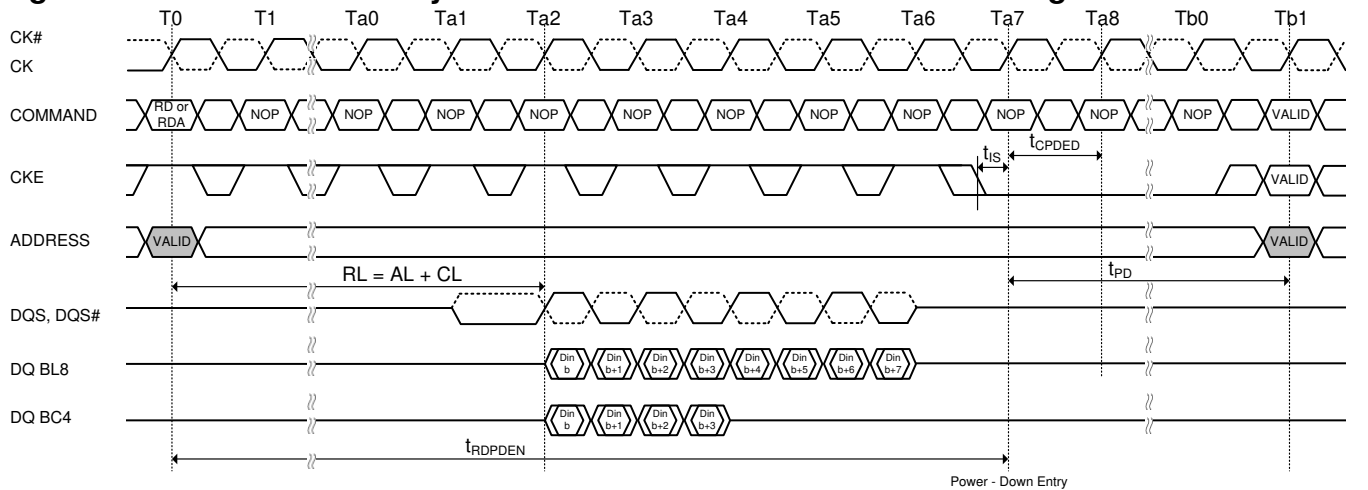 T0 T1 Ta0 Ta1 Ta2 Ta3 Ta4 Ta5 Ta6 Ta7 Ta8 Tb0 Tb1
CK#
CK
COMMAND RD or RDA NOP NOP NOP NOP NOP NOP NOP NOP NOP NOP NOP VALID
tIS tCPDED
CKE VALID
ADDRESS VALID VALID
RL = AL + CL tPD
DQS, DQS#
DQ BL8 Din b Din b+1 Din b+2 Din b+3 Din b+4 Din b+5 Din b+6 Din b+7
DQ BC4 Din b Din b+1 Din b+2 Din b+3
tRDPDEN
Power - Down Entry